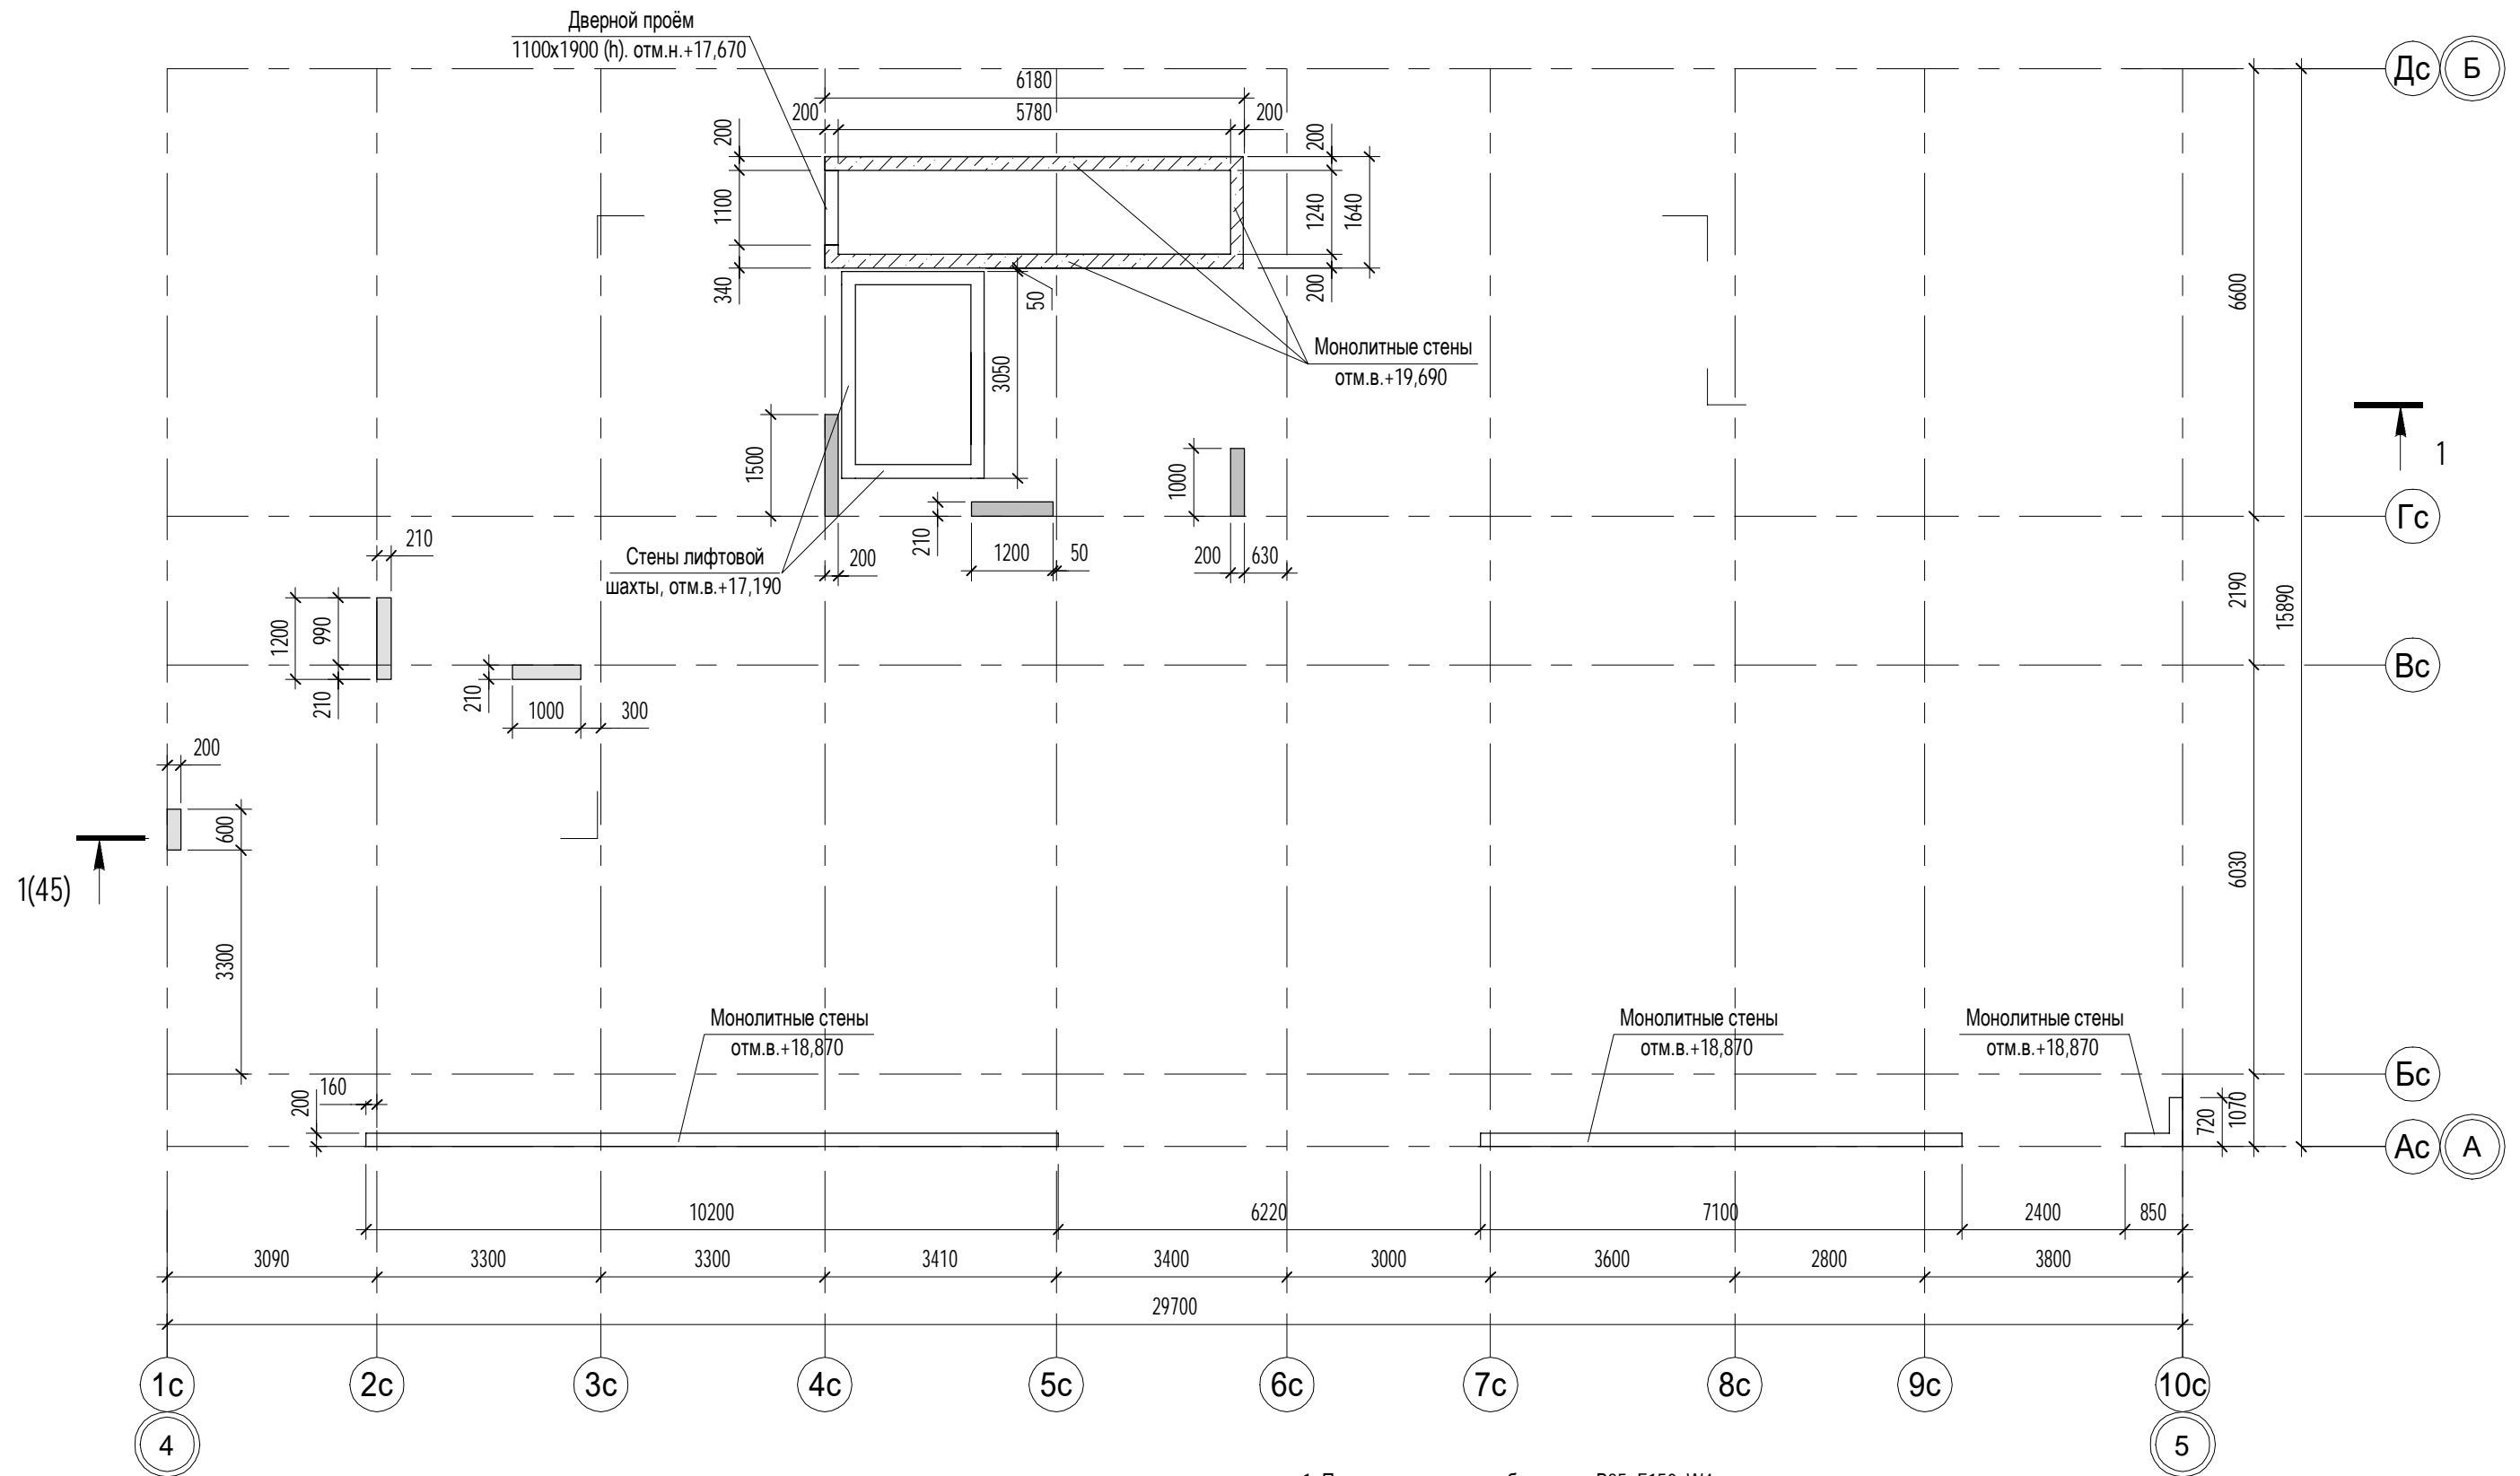 Дверной проём
1100х1900 (h). отм.н.+17,670
6180
200
5780
200
200
1100
340
200
1240
1640
200
50
3050
Монолитные стены
отм.в.+19,690
1500
1000
210
1200
50
200
200
630
Стены лифтовой
шахты, отм.в.+17,190
210
1200
990
210
210
1000
300
200
600
3300
1(45)
1
6600
2190
15890
6030
1070
720
Дс
Б
Гс
Вс
Бс
Ас
А
160
200
Монолитные стены
отм.в.+18,870
Монолитные стены
отм.в.+18,870
Монолитные стены
отм.в.+18,870
10200
6220
7100
2400
850
3090
3300
3300
3410
3400
3000
3600
2800
3800
29700
1с
2с
3с
4с
5с
6с
7с
8с
9с
10с
4
5